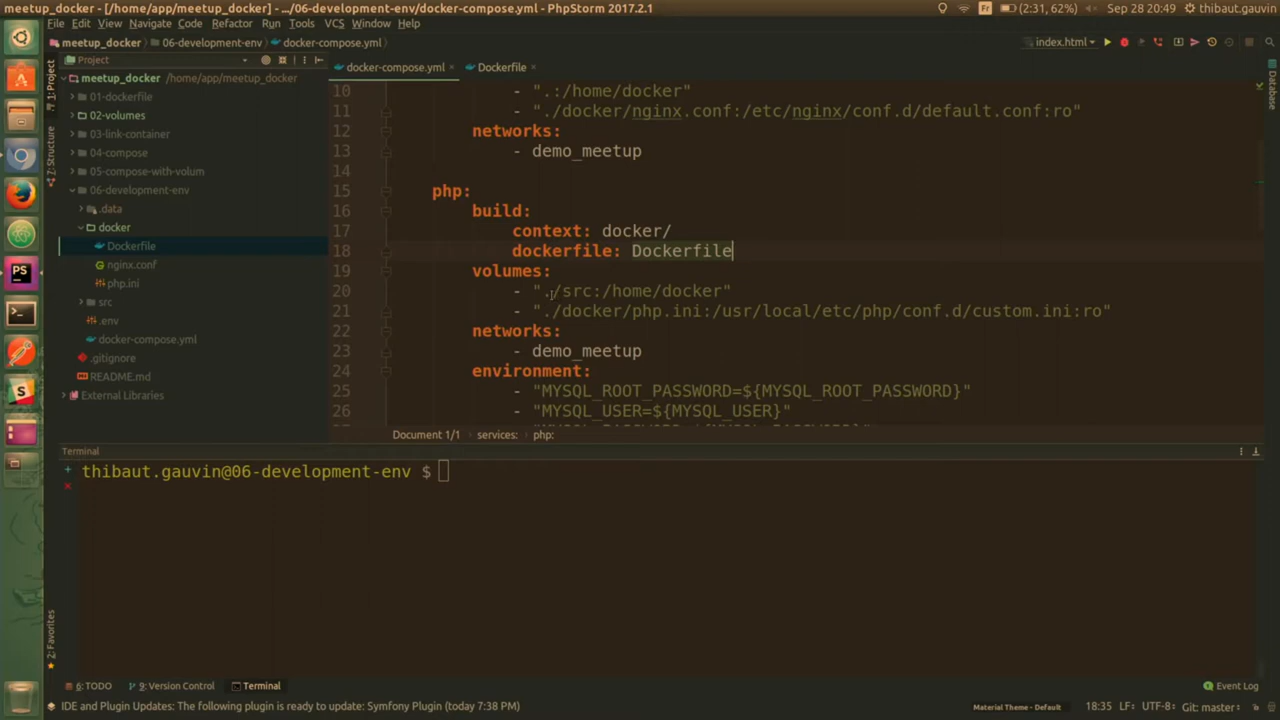 meetup_docker - .../06-development-env/docker-compose.yml - PhpStorm 2017.2.1
Fr (2:31, 62%) Sep 28 20:49 thibaut.gauvin
File Edit View Navigate Code Refactor Run Tools VCS Window Help
meetup_docker 06-development-env docker-compose.yml
index.html
Project
docker-compose.yml Dockerfile
1: Project
Structure
2: Favorites
Database
meetup_docker /home/app/meetup_docker
01-dockerfile
02-volumes
03-link-container
04-compose
05-compose-with-volum
06-development-env
.data
docker
Dockerfile
nginx.conf
php.ini
src
.env
docker-compose.yml
.gitignore
README.md
External Libraries
10 - ".:/home/docker"
11 - "./docker/nginx.conf:/etc/nginx/conf.d/default.conf:ro"
12 networks:
13 - demo_meetup
14
15 php:
16 build:
17 context: docker/
18 dockerfile: Dockerfile
19 volumes:
20 - "./src:/home/docker"
21 - "./docker/php.ini:/usr/local/etc/php/conf.d/custom.ini:ro"
22 networks:
23 - demo_meetup
24 environment:
25 - "MYSQL_ROOT_PASSWORD=${MYSQL_ROOT_PASSWORD}"
26 - "MYSQL_USER=${MYSQL_USER}"
Document 1/1 services: php:
Terminal
thibaut.gauvin@06-development-env $
6: TODO 9: Version Control Terminal Event Log
IDE and Plugin Updates: The following plugin is ready to update: Symfony Plugin (today 7:38 PM)
Material Theme - Default 18:35 LF÷ UTF-8÷ Git: master÷